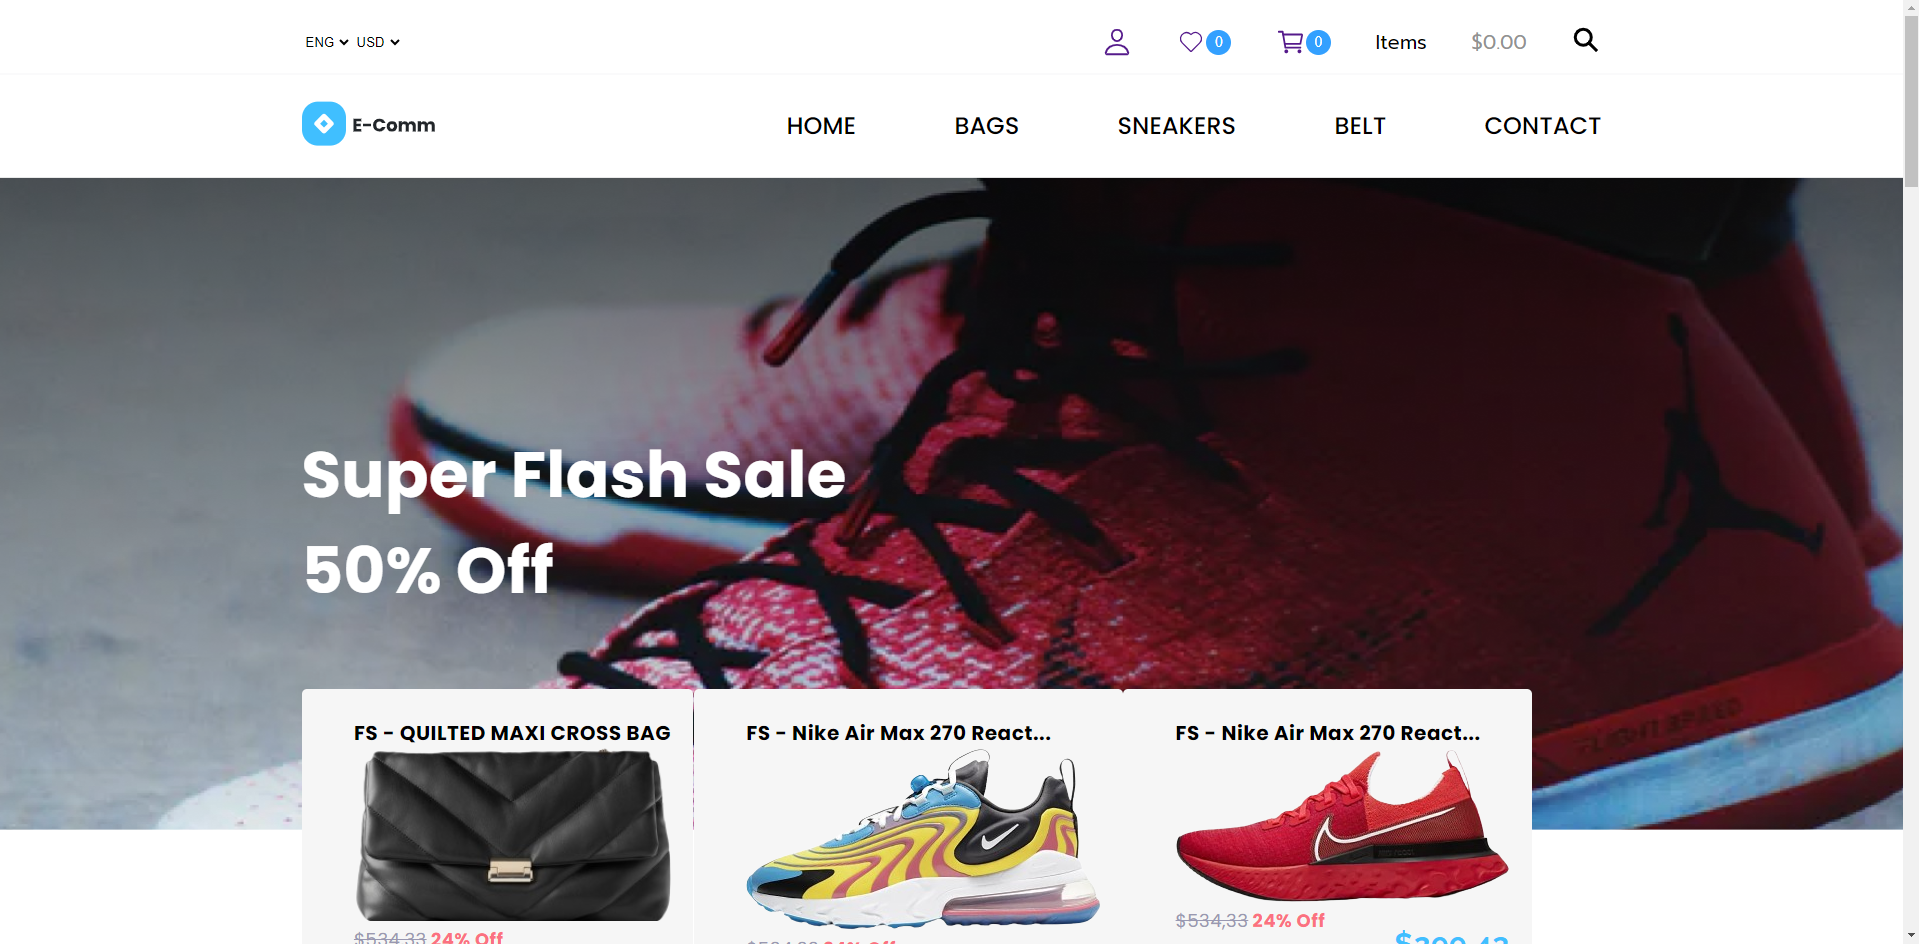 ENG USD 0 0 Items $0.00
E-Comm HOME BAGS SNEAKERS BELT CONTACT
Super Flash Sale
50% Off
FS - QUILTED MAXI CROSS BAG
$534,33 24% Off
FS - Nike Air Max 270 React...
FS - Nike Air Max 270 React...
$534,33 24% Off